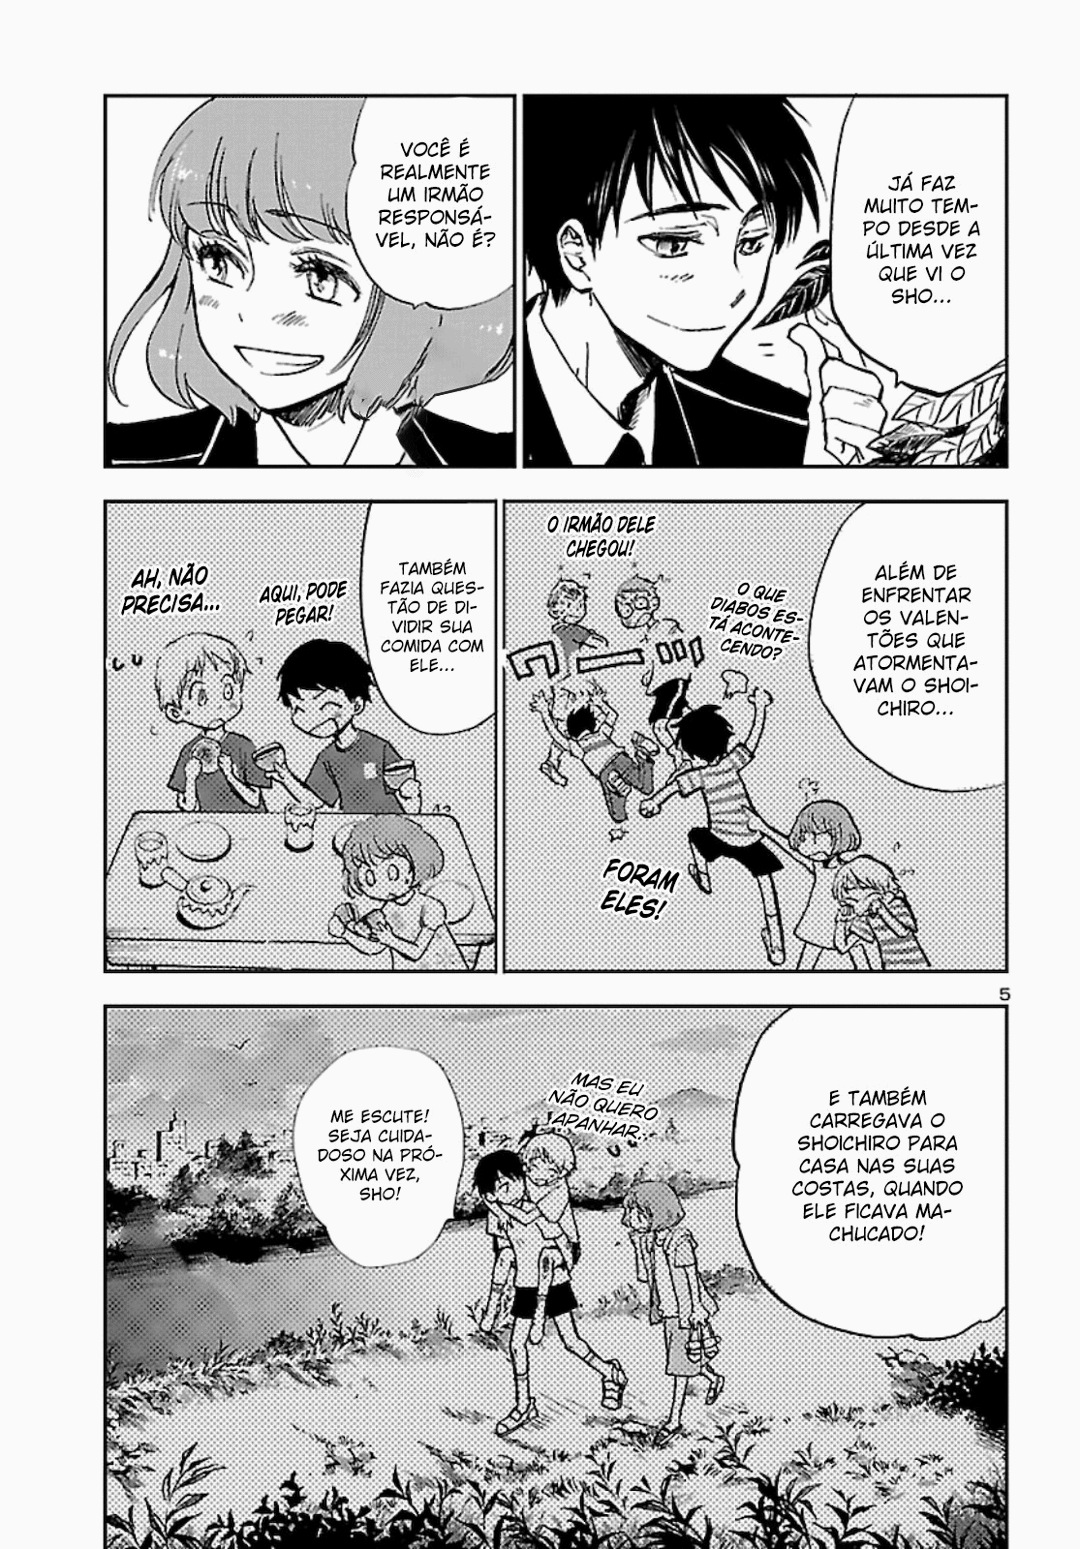 JÁ FAZ
MUITO TEM-
PO DESDE A
ÚLTIMA VEZ
QUE VI O
SHO...
VOCÊ É
REALMENTE
UM IRMÃO
RESPONSÁ-
VEL, NÃO É?
ALÉM DE
ENFRENTAR
OS VALEN-
TÕES QUE
ATORMENTA-
VAM O SHOI-
CHIRO...
O IRMÃO DELE
CHEGOU!
O QUE
DIABOS ES-
TÁ ACONTE-
CENDO?
ワーッ!!!
FORAM
ELES!
TAMBÉM
FAZIA QUES-
TÃO DE DI-
VIDIR SUA
COMIDA COM
ELE...
AQUI, PODE
PEGAR!
AH, NÃO
PRECISA...
5
E TAMBÉM
CARREGAVA O
SHOICHIRO PARA
CASA NAS SUAS
COSTAS, QUANDO
ELE FICAVA MA-
CHUCADO!
MAS EU
NÃO QUERO
APANHAR...
ME ESCUTE!
SEJA CUIDA-
DOSO NA PRÓ-
XIMA VEZ,
SHO!